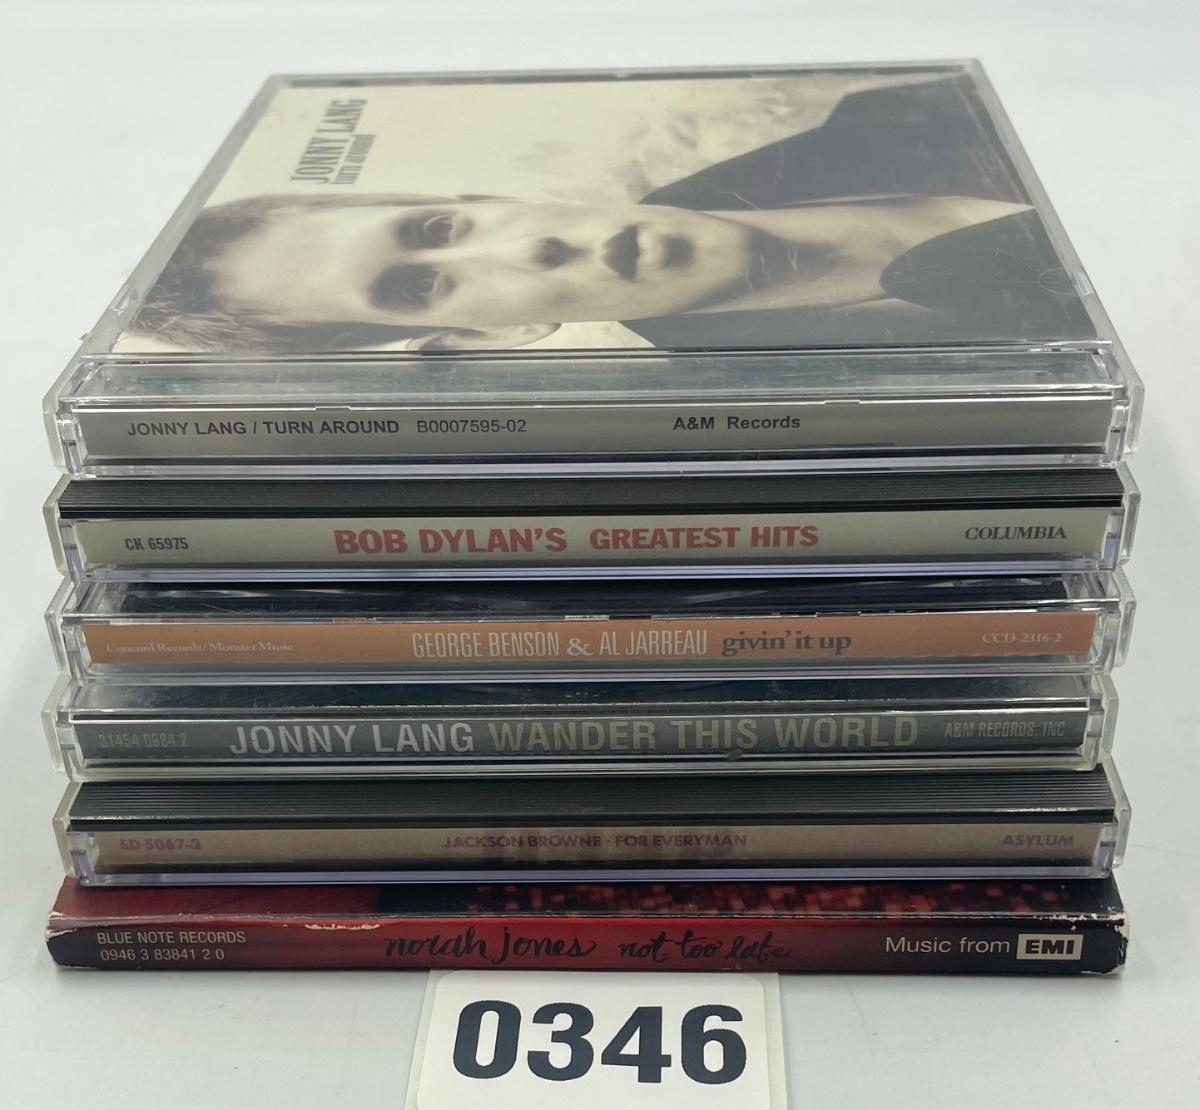 JONNY LANG
turn around
JONNY LANG / TURN AROUND B0007595-02 A&M Records
CK 65975 BOB DYLAN'S GREATEST HITS COLUMBIA
Concord Records/Monster Music GEORGE BENSON & AL JARREAU givin' it up CCD-2316-2
31454 0984 2 JONNY LANG WANDER THIS WORLD A&M RECORDS, INC
SD 5067-2 JACKSON BROWNE · FOR EVERYMAN ASYLUM
BLUE NOTE RECORDS
0946 3 83841 2 0
norah jones not too late
Music from EMI
0346